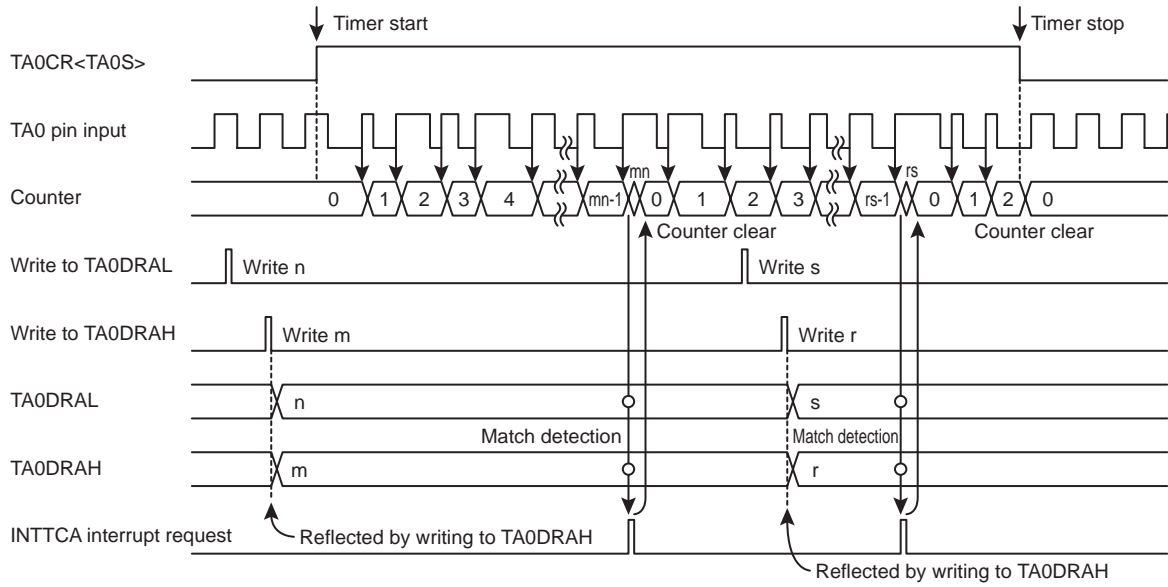 Timer start
Timer stop
TA0CR<TA0S>
TA0 pin input
Counter
0 1 2 3 4 mn-1 mn 0 1 2 3 rs-1 rs 0 1 2 0
Counter clear
Counter clear
Write to TA0DRAL
Write n
Write s
Write to TA0DRAH
Write m
Write r
TA0DRAL
n
s
Match detection
Match detection
TA0DRAH
m
r
INTTCA interrupt request
Reflected by writing to TA0DRAH
Reflected by writing to TA0DRAH